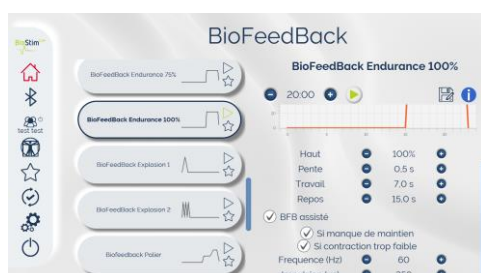 BioStim
BioFeedBack
test test
BioFeedBack Endurance 75%
BioFeedBack Endurance 100%
BioFeedBack Explosion 1
BioFeedBack Explosion 2
Biofeedback Palier
BioFeedBack Endurance 100%
20:00
Haut 100%
Pente 0,5 s
Travail 7,0 s
Repos 15,0 s
BFB assisté
Si manque de maintien
Si contraction trop faible
Frequence (Hz) 60